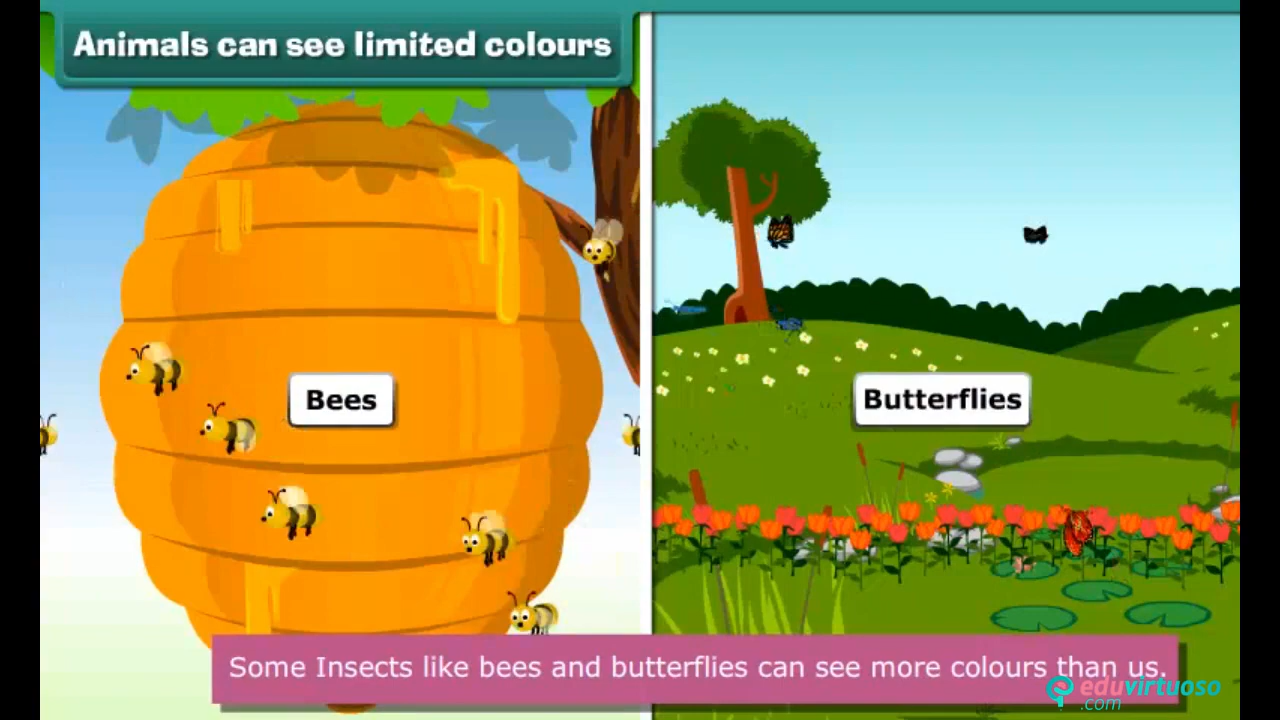 Animals can see limited colours
Bees
Butterflies
Some Insects like bees and butterflies can see more colours than us.
eduvirtuoso
.com